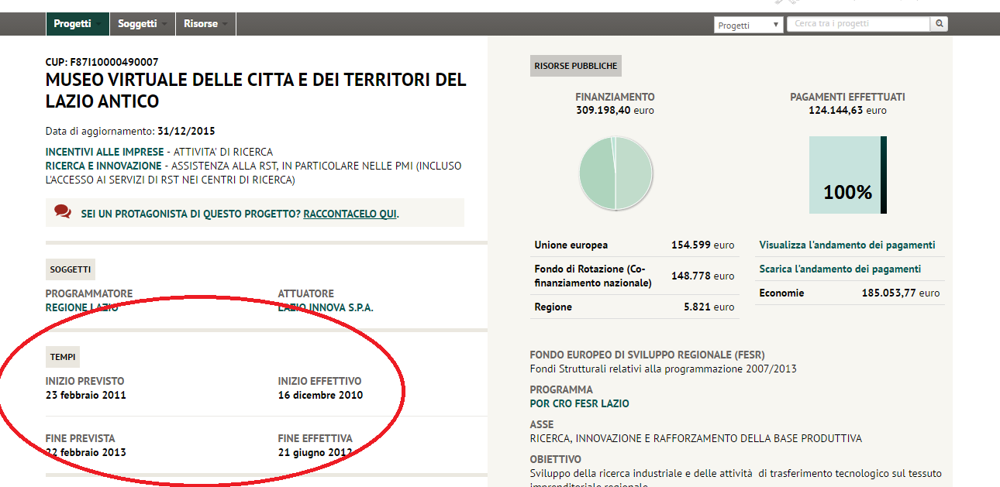 Progetti
Soggetti
Risorse
Progetti
Cerca tra i progetti
CUP: F87I10000490007
MUSEO VIRTUALE DELLE CITTA E DEI TERRITORI DEL
LAZIO ANTICO
Data di aggiornamento: 31/12/2015
INCENTIVI ALLE IMPRESE - ATTIVITA' DI RICERCA
RICERCA E INNOVAZIONE - ASSISTENZA ALLA RST, IN PARTICOLARE NELLE PMI (INCLUSO
L'ACCESSO AI SERVIZI DI RST NEI CENTRI DI RICERCA)
SEI UN PROTAGONISTA DI QUESTO PROGETTO? RACCONTACELO QUI.
SOGGETTI
PROGRAMMATORE
REGIONE LAZIO
ATTUATORE
LAZIO INNOVA S.P.A.
TEMPI
INIZIO PREVISTO
23 febbraio 2011
INIZIO EFFETTIVO
16 dicembre 2010
FINE PREVISTA
22 febbraio 2013
FINE EFFETTIVA
21 giugno 2012
RISORSE PUBBLICHE
FINANZIAMENTO
309.198,40 euro
PAGAMENTI EFFETTUATI
124.144,63 euro
100%
Unione europea 154.599 euro
Fondo di Rotazione (Co-
finanziamento nazionale) 148.778 euro
Regione 5.821 euro
Visualizza l'andamento dei pagamenti
Scarica l'andamento dei pagamenti
Economie 185.053,77 euro
FONDO EUROPEO DI SVILUPPO REGIONALE (FESR)
Fondi Strutturali relativi alla programmazione 2007/2013
PROGRAMMA
POR CRO FESR LAZIO
ASSE
RICERCA, INNOVAZIONE E RAFFORZAMENTO DELLA BASE PRODUTTIVA
OBIETTIVO
Sviluppo della ricerca industriale e delle attività di trasferimento tecnologico sul tessuto
imprenditoriale regionale